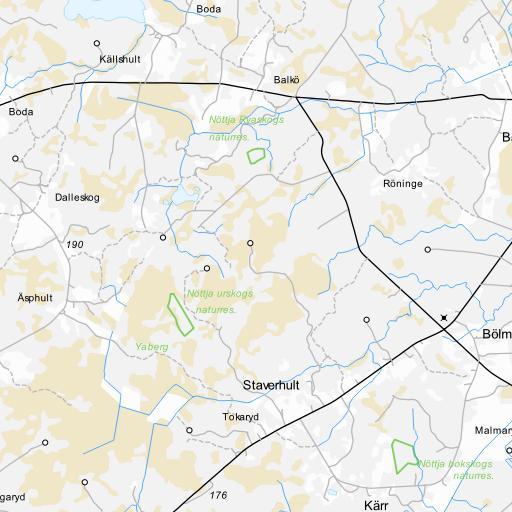 Boda
Källshult
Balkö
Boda
Nöttja Ryaskogs
naturres.
Röninge
Dalleskog
190
Äsphult
Nöttja urskogs
naturres.
Yaberg
Bölm
Staverhult
Tokaryd
Malmary
Nöttja bokskogs
naturres.
garyd
176
Kärr